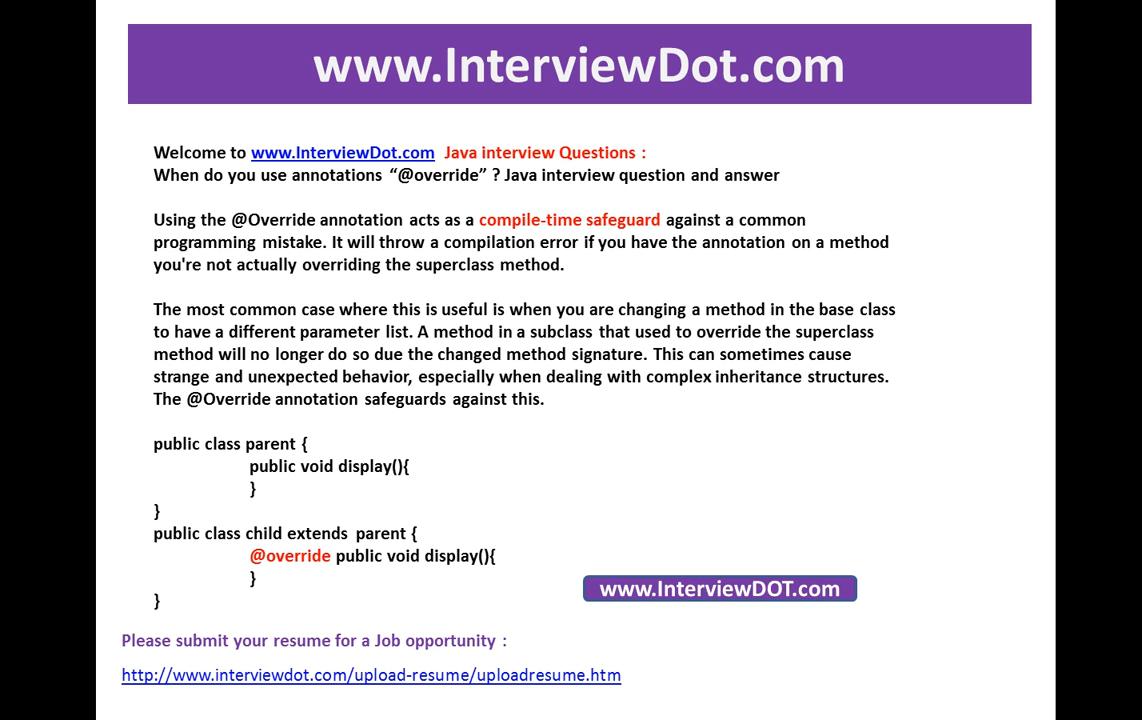 www.InterviewDot.com
Welcome to www.InterviewDot.com Java interview Questions :
When do you use annotations “@override” ? Java interview question and answer
Using the @Override annotation acts as a compile-time safeguard against a common
programming mistake. It will throw a compilation error if you have the annotation on a method
you're not actually overriding the superclass method.
The most common case where this is useful is when you are changing a method in the base class
to have a different parameter list. A method in a subclass that used to override the superclass
method will no longer do so due the changed method signature. This can sometimes cause
strange and unexpected behavior, especially when dealing with complex inheritance structures.
The @Override annotation safeguards against this.
public class parent {
public void display(){
}
}
public class child extends parent {
@override public void display(){
}
www.InterviewDOT.com
}
Please submit your resume for a Job opportunity :
http://www.interviewdot.com/upload-resume/uploadresume.htm